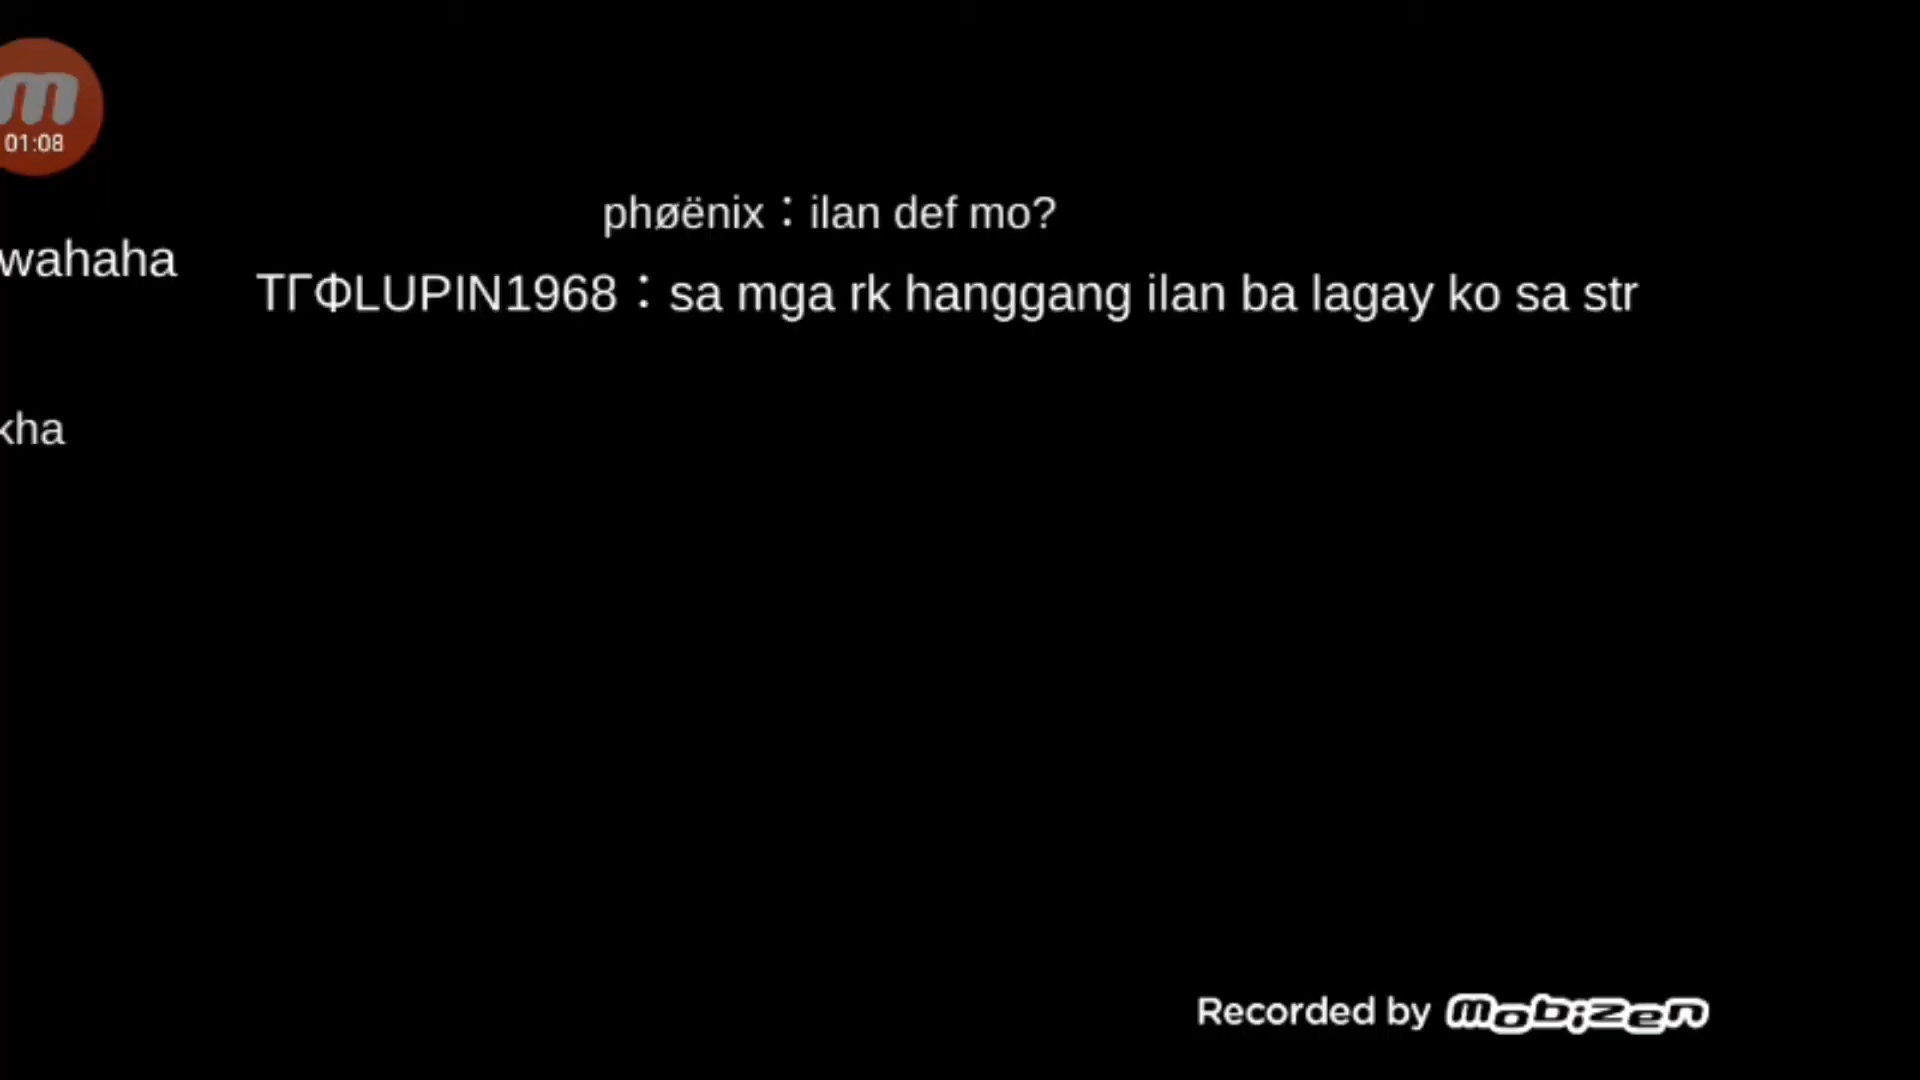 m
01:08
phøënix：ilan def mo?
wahaha
ΤΓΦLUPIN1968：sa mga rk hanggang ilan ba lagay ko sa str
kha
Recorded by mobizen